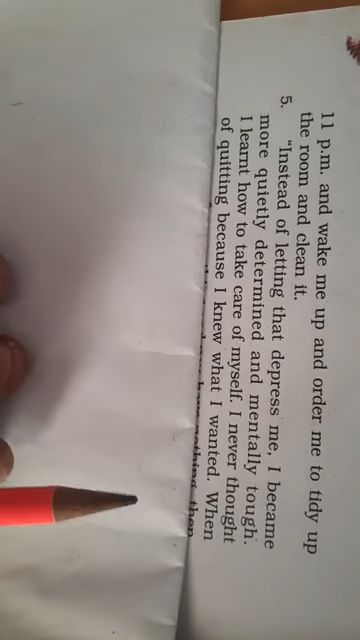 11 p.m. and wake me up and order me to tidy up
the room and clean it.
5. "Instead of letting that depress me, I became
more quietly determined and mentally tough.
I learnt how to take care of myself. I never thought
of quitting because I knew what I wanted. When
nothing then